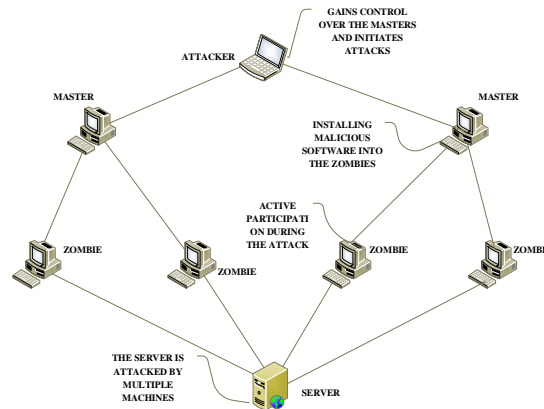 GAINS CONTROL
OVER THE MASTERS
AND INITIATES
ATTACKS
ATTACKER
MASTER
MASTER
INSTALLING
MALICIOUS
SOFTWARE INTO
THE ZOMBIES
ACTIVE
PARTICIPATI
ON DURING
THE ATTACK
ZOMBIE
ZOMBIE
ZOMBIE
ZOMBI
THE SERVER IS
ATTACKED BY
MULTIPLE
MACHINES
SERVER